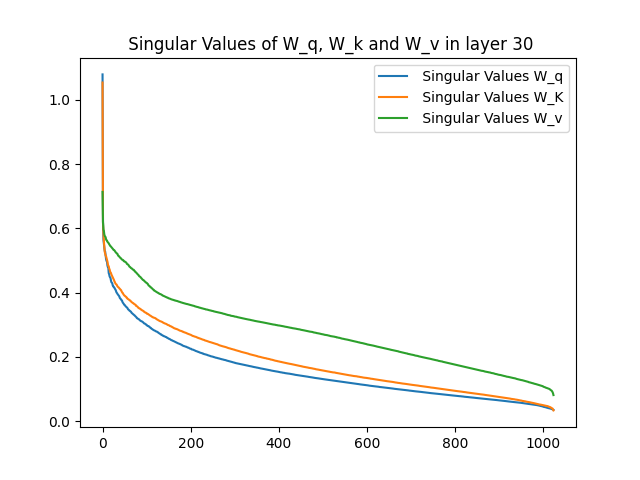 Singular Values of W_q, W_k and W_v in layer 30
Singular Values W_q
Singular Values W_K
Singular Values W_v
1.0
0.8
0.6
0.4
0.2
0.0
0 200 400 600 800 1000